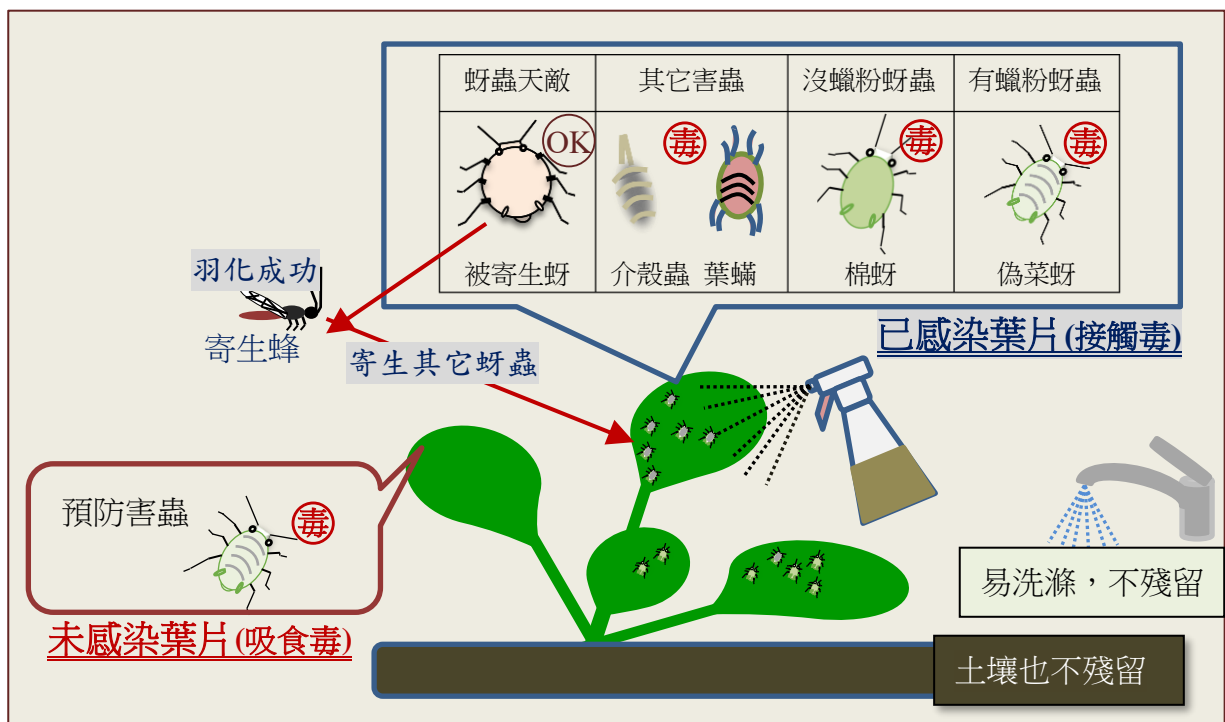 蚜蟲天敵 其它害蟲 沒蠟粉蚜蟲 有蠟粉蚜蟲
OK 毒 毒 毒
被寄生蚜 介殼蟲 葉蟎 棉蚜 偽菜蚜
羽化成功
寄生蜂
已感染葉片(接觸毒)
寄生其它蚜蟲
預防害蟲
毒
未感染葉片(吸食毒)
易洗滌，不殘留
土壤也不殘留